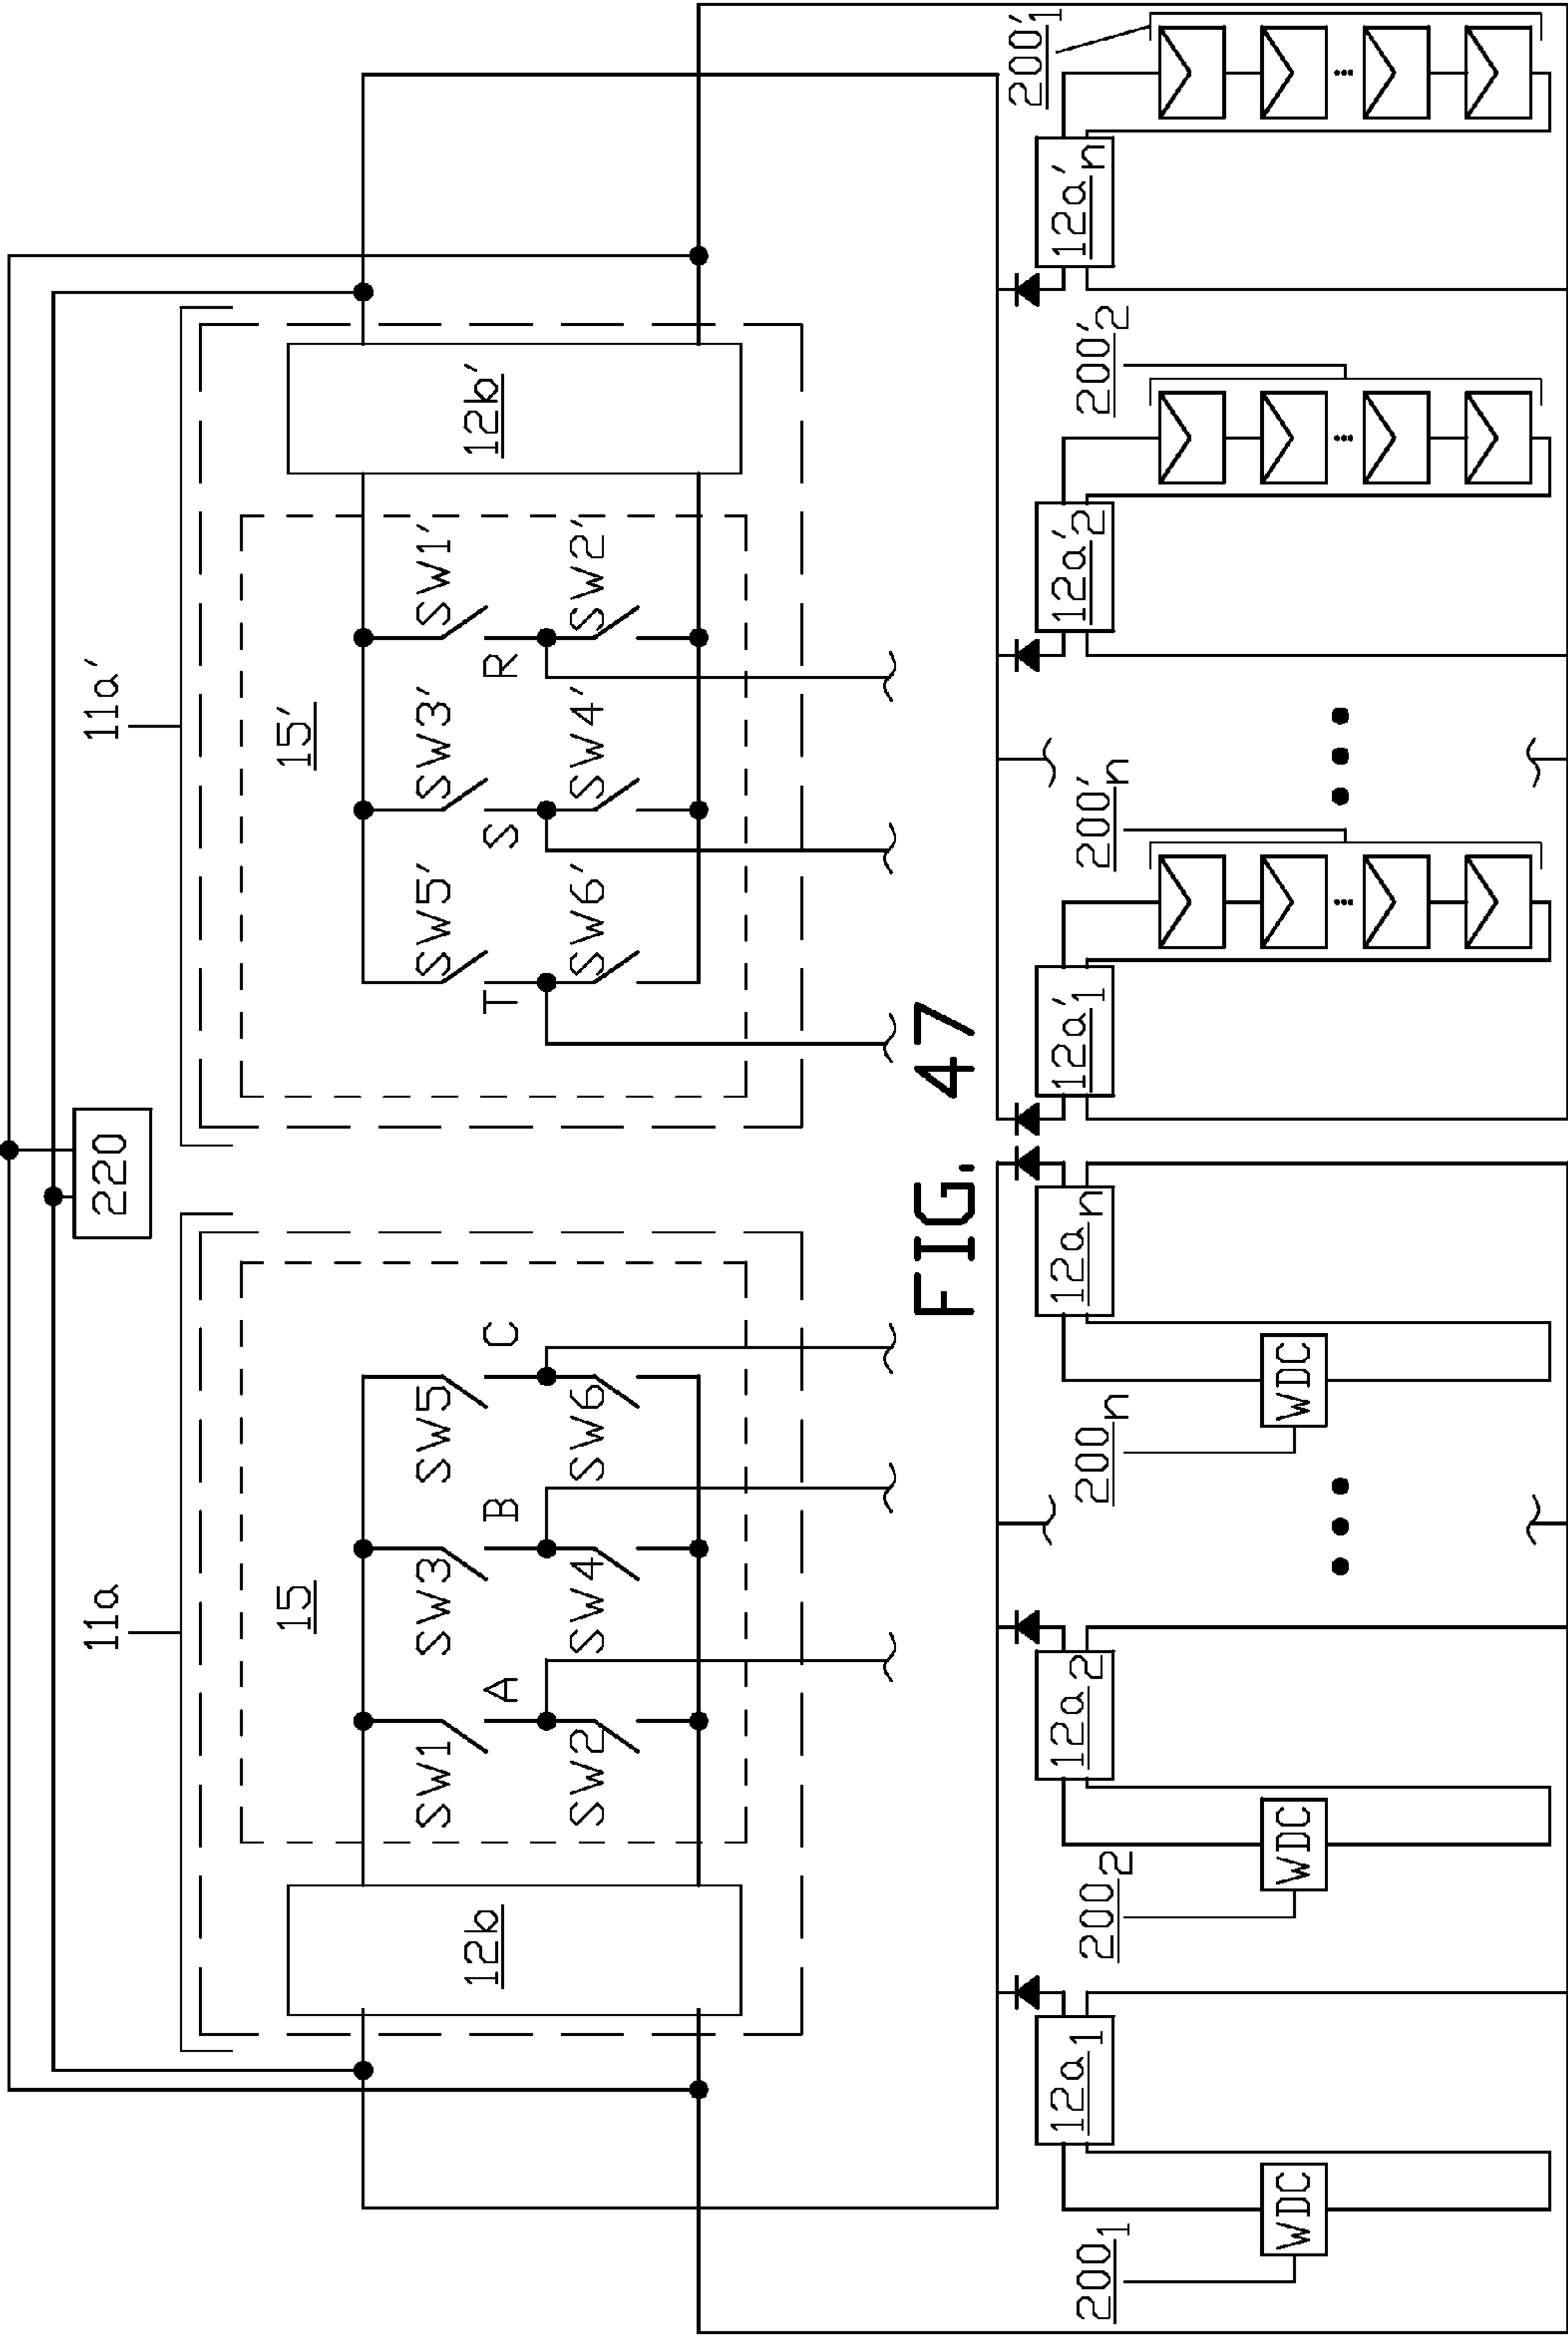 11a
220
11a'
15
15'
12b
SW1
SW3
SW5
SW5'
SW3'
SW1'
12b'
A
B
C
T
S
R
SW2
SW4
SW6
SW6'
SW4'
SW2'
FIG. 47
200₁
12a₁
200₂
12a₂
200ₙ
12aₙ
12a'₁
200'ₙ
12a'₂
200'₂
12a'ₙ
200'₁
WDC
WDC
WDC